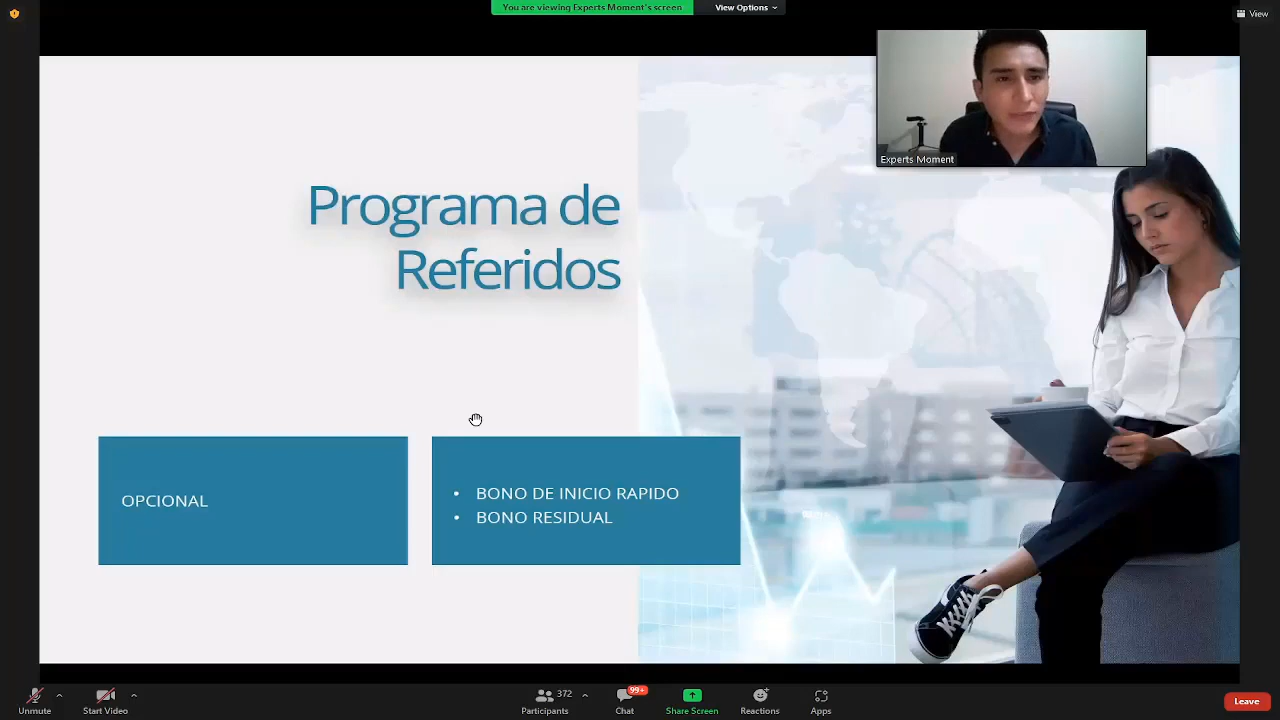 You are viewing Experts Moment's screen
View Options
View
Experts Moment
Programa de
Referidos
OPCIONAL
• BONO DE INICIO RAPIDO
• BONO RESIDUAL
Unmute
Start Video
372
Participants
99+
Chat
Share Screen
Reactions
Apps
Leave